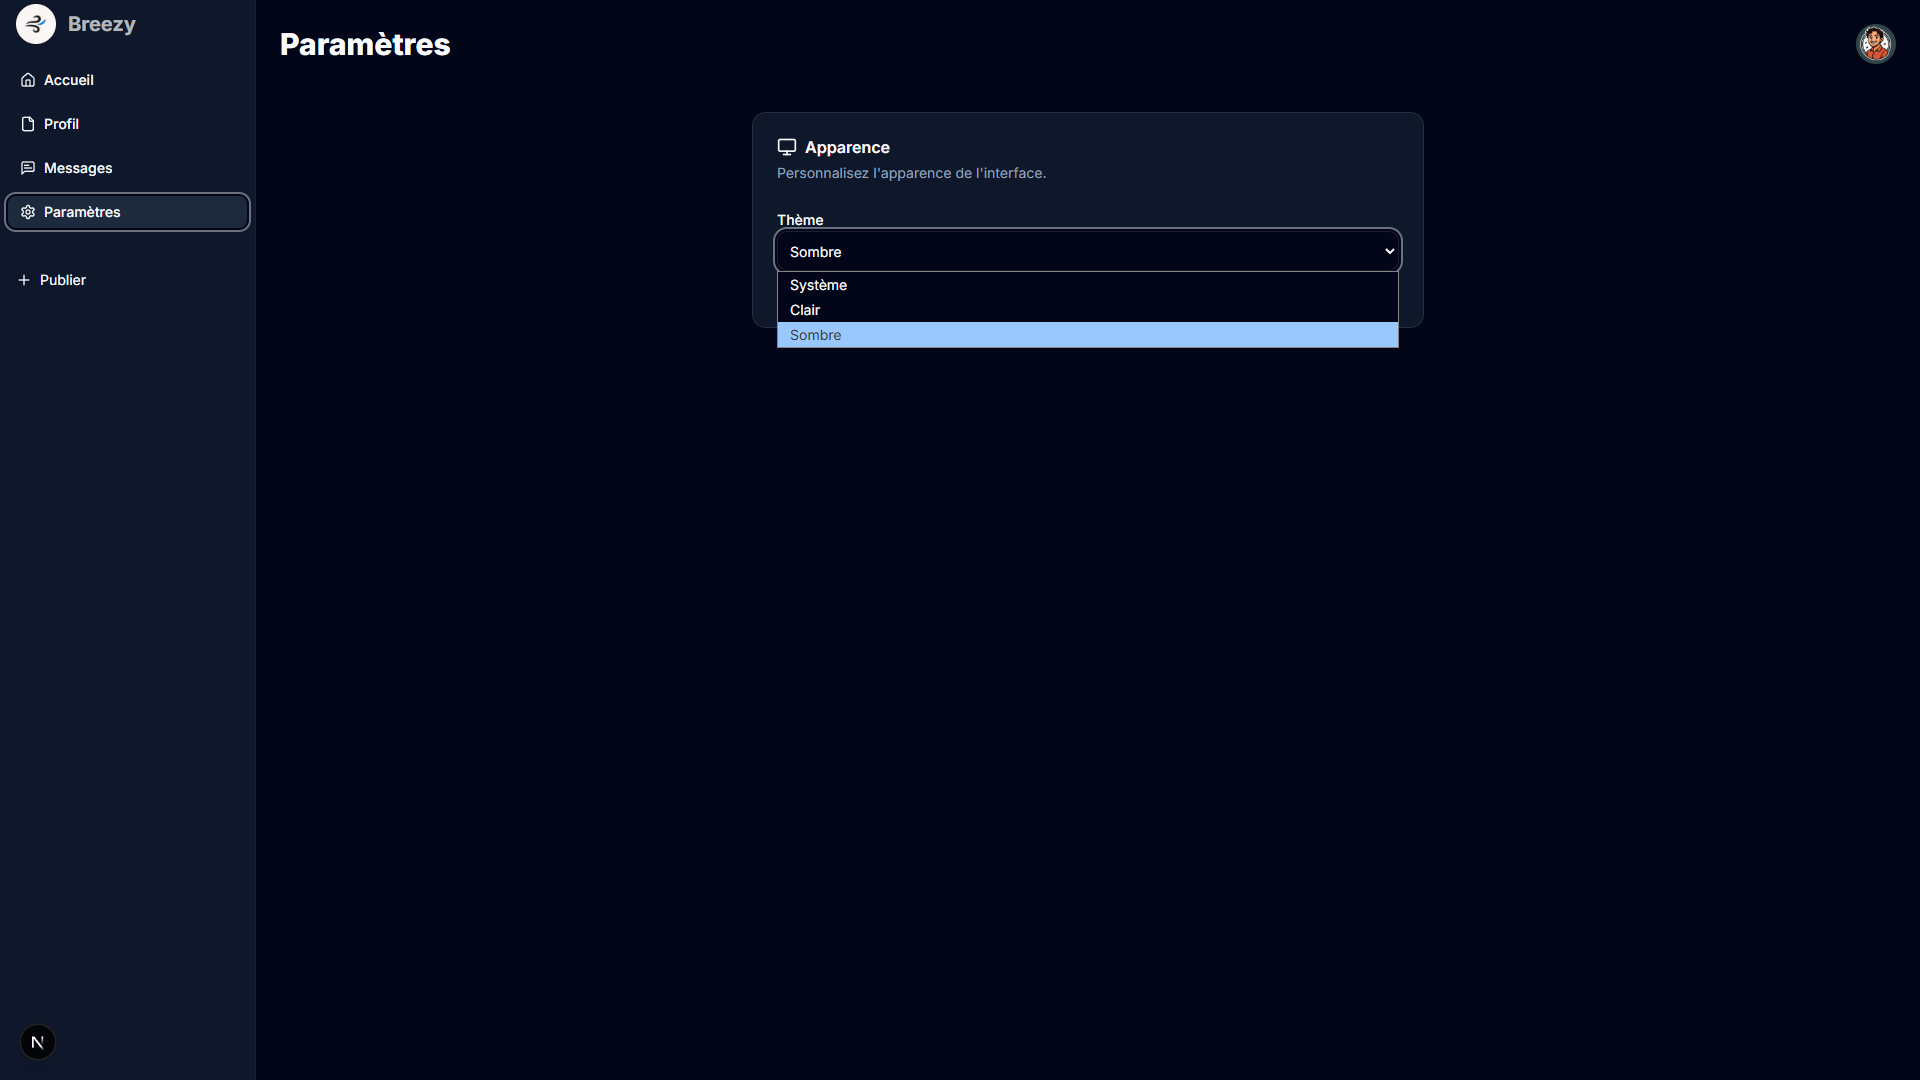 Breezy
Accueil
Profil
Messages
Paramètres
Publier
Paramètres
Apparence
Personnalisez l'apparence de l'interface.
Thème
Sombre
Système
Clair
Sombre
N